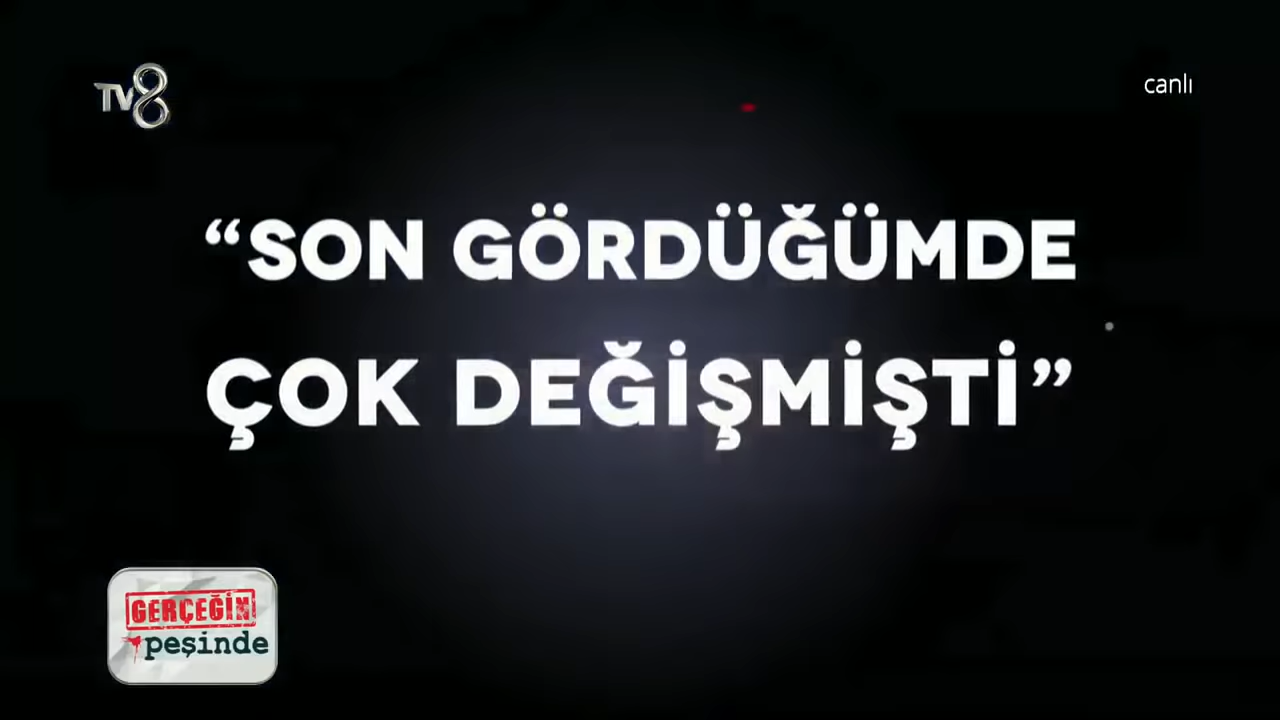 TV8
canlı
“SON GÖRDÜĞÜMDE
ÇOK DEĞİŞMİŞTİ”
GERÇEĞİN
peşinde